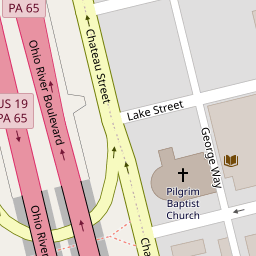 PA 65
Chateau Street
Ohio River Boulevard
US 19
PA 65
Lake Street
George Way
Pilgrim
Baptist
Church
Ohio River
Cha